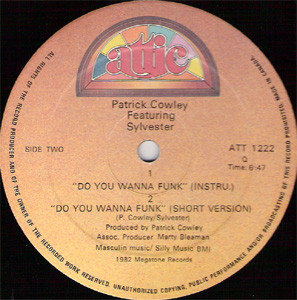 attic
Patrick Cowley
Featuring
Sylvester
SIDE TWO
ATT 1222
Q
Time: 6:47
1
"DO YOU WANNA FUNK" (INSTRU.)
2
"DO YOU WANNA FUNK" (SHORT VERSION)
(P. Cowley/Sylvester)
Produced by Patrick Cowley
Assoc. Producer Marty Bleaman
Masculin music/ Silly Music BMI
1982 Megatone Records
ALL RIGHTS OF THE RECORD PRODUCER AND OF THE OWNER OF THE RECORDED WORK RESERVED. UNAUTHORIZED COPYING, PUBLIC PERFORMANCE AND/OR BROADCASTING OF THIS RECORD PROHIBITED. MADE IN CANADA.